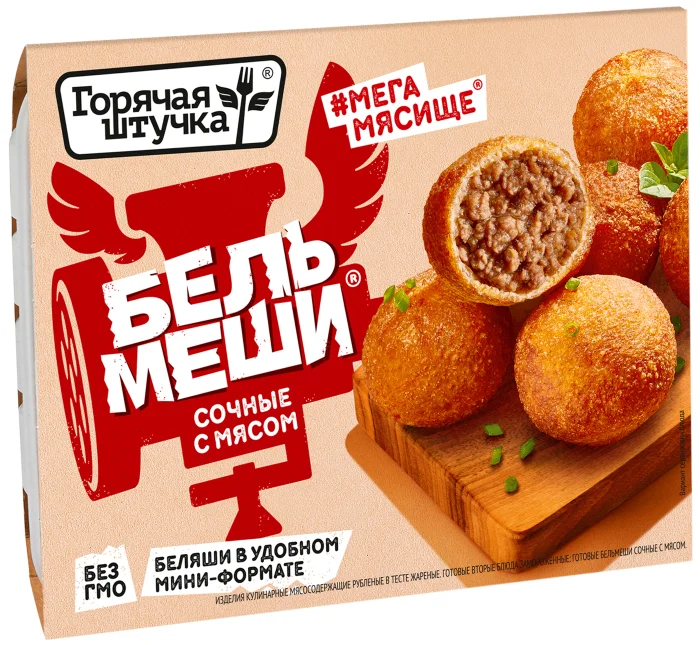 Горячая
штучка®
#МЕГА
МЯСИЩЕ®
БЕЛЬ
МЕШИ®
СОЧНЫЕ
С МЯСОМ
БЕЗ
ГМО
БЕЛЯШИ В УДОБНОМ
МИНИ-ФОРМАТЕ
Вариант
ИЗДЕЛИЯ КУЛИНАРНЫЕ МЯСОСОДЕРЖАЩИЕ РУБЛЕНЫЕ В ТЕСТЕ ЖАРЕНЫЕ, ГОТОВЫЕ ВТОРЫЕ БЛЮДА ЗАМОРОЖЕННЫЕ: ГОТОВЫЕ БЕЛЬМЕШИ СОЧНЫЕ С МЯСОМ.